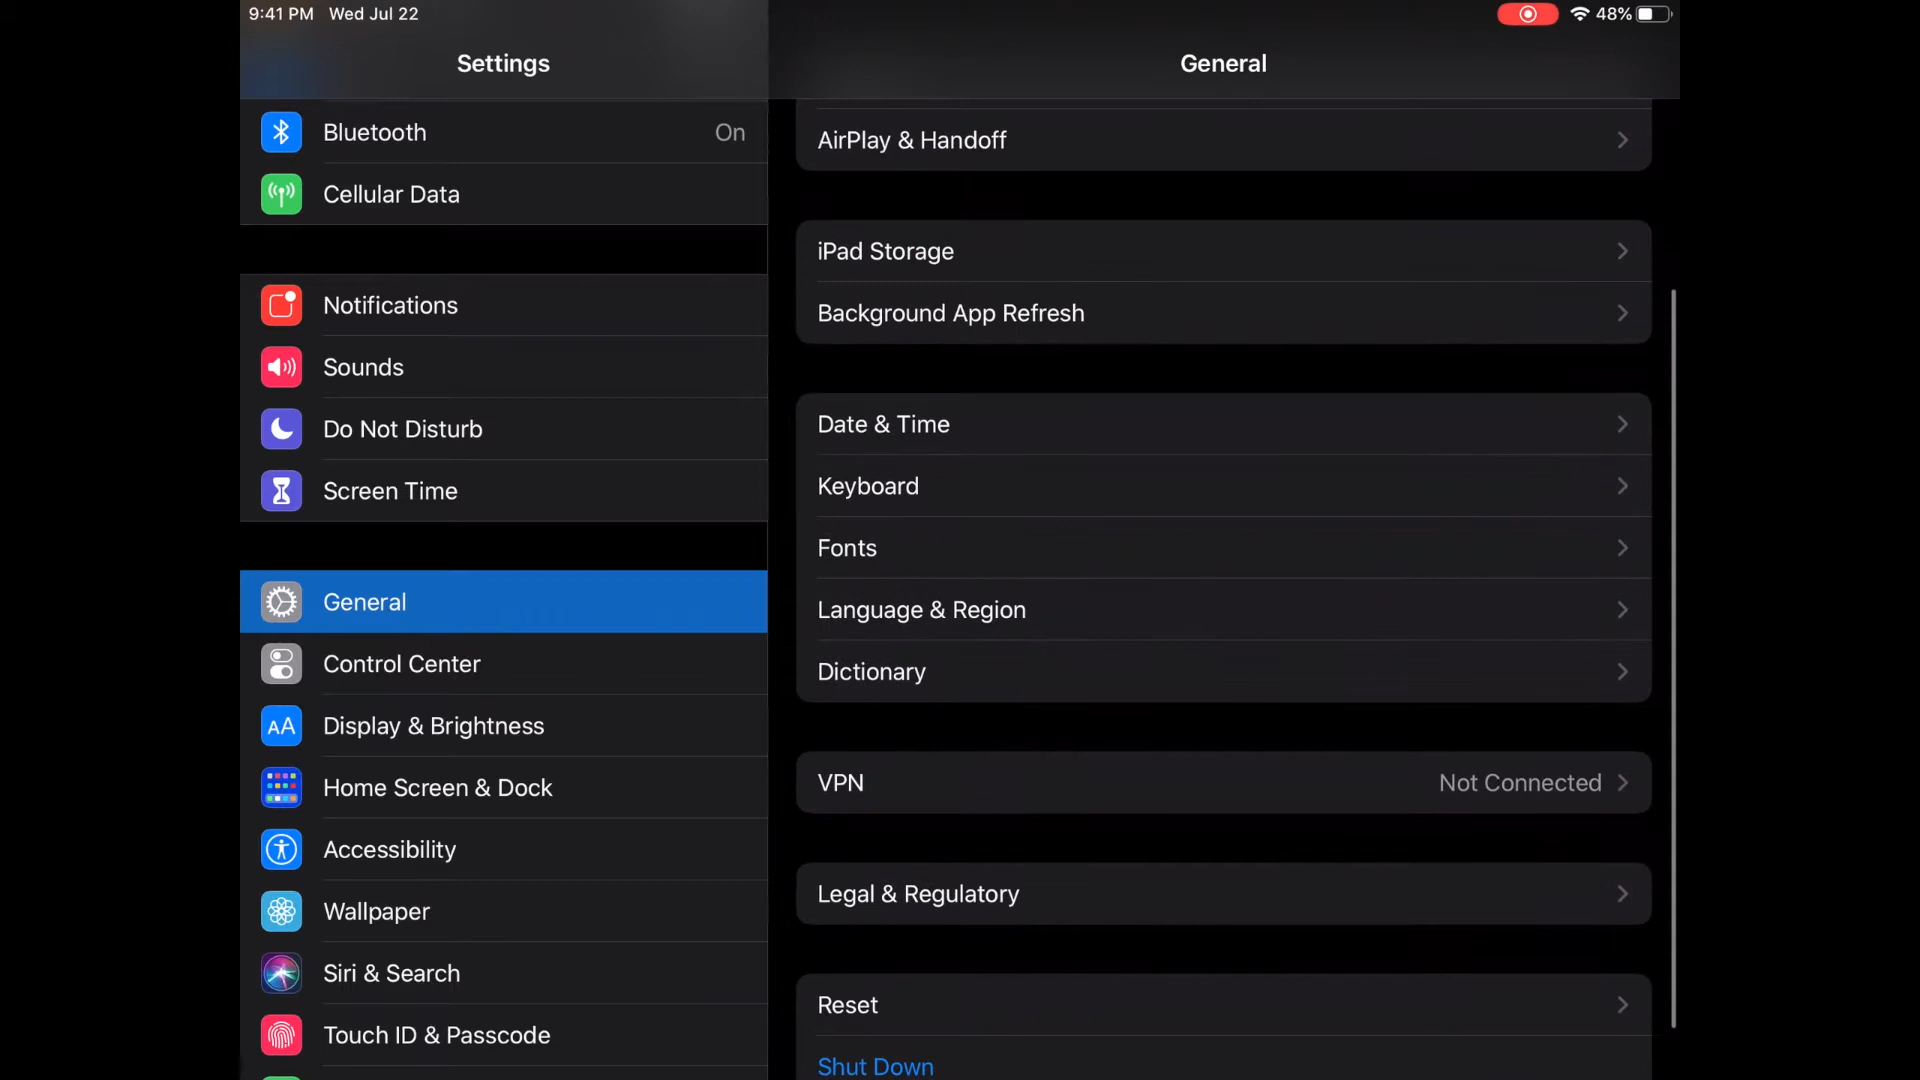 9:41 PM Wed Jul 22
48%
Settings
Bluetooth On
Cellular Data
Notifications
Sounds
Do Not Disturb
Screen Time
General
Control Center
AA Display & Brightness
Home Screen & Dock
Accessibility
Wallpaper
Siri & Search
Touch ID & Passcode
General
AirPlay & Handoff
iPad Storage
Background App Refresh
Date & Time
Keyboard
Fonts
Language & Region
Dictionary
VPN Not Connected
Legal & Regulatory
Reset
Shut Down